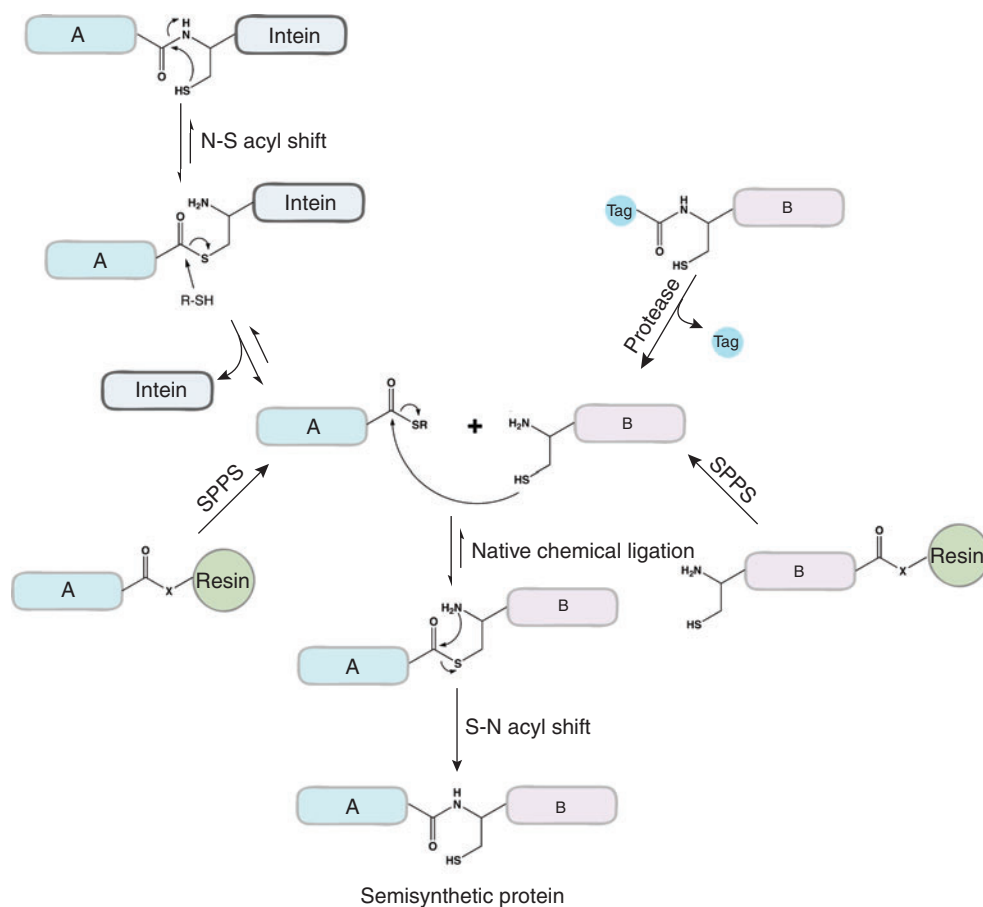 A
H
N
O
HS
Intein
N-S acyl shift
H₂N
Intein
O
A
S
R-SH
Tag
H
N
O
HS
B
Protease
Tag
Intein
A
O
SR
+
H₂N
HS
B
SPPS
SPPS
A
O
X
Resin
Native chemical ligation
H₂N
HS
B
O
X
Resin
H₂N
B
O
A
S
S-N acyl shift
A
H
N
O
HS
B
Semisynthetic protein